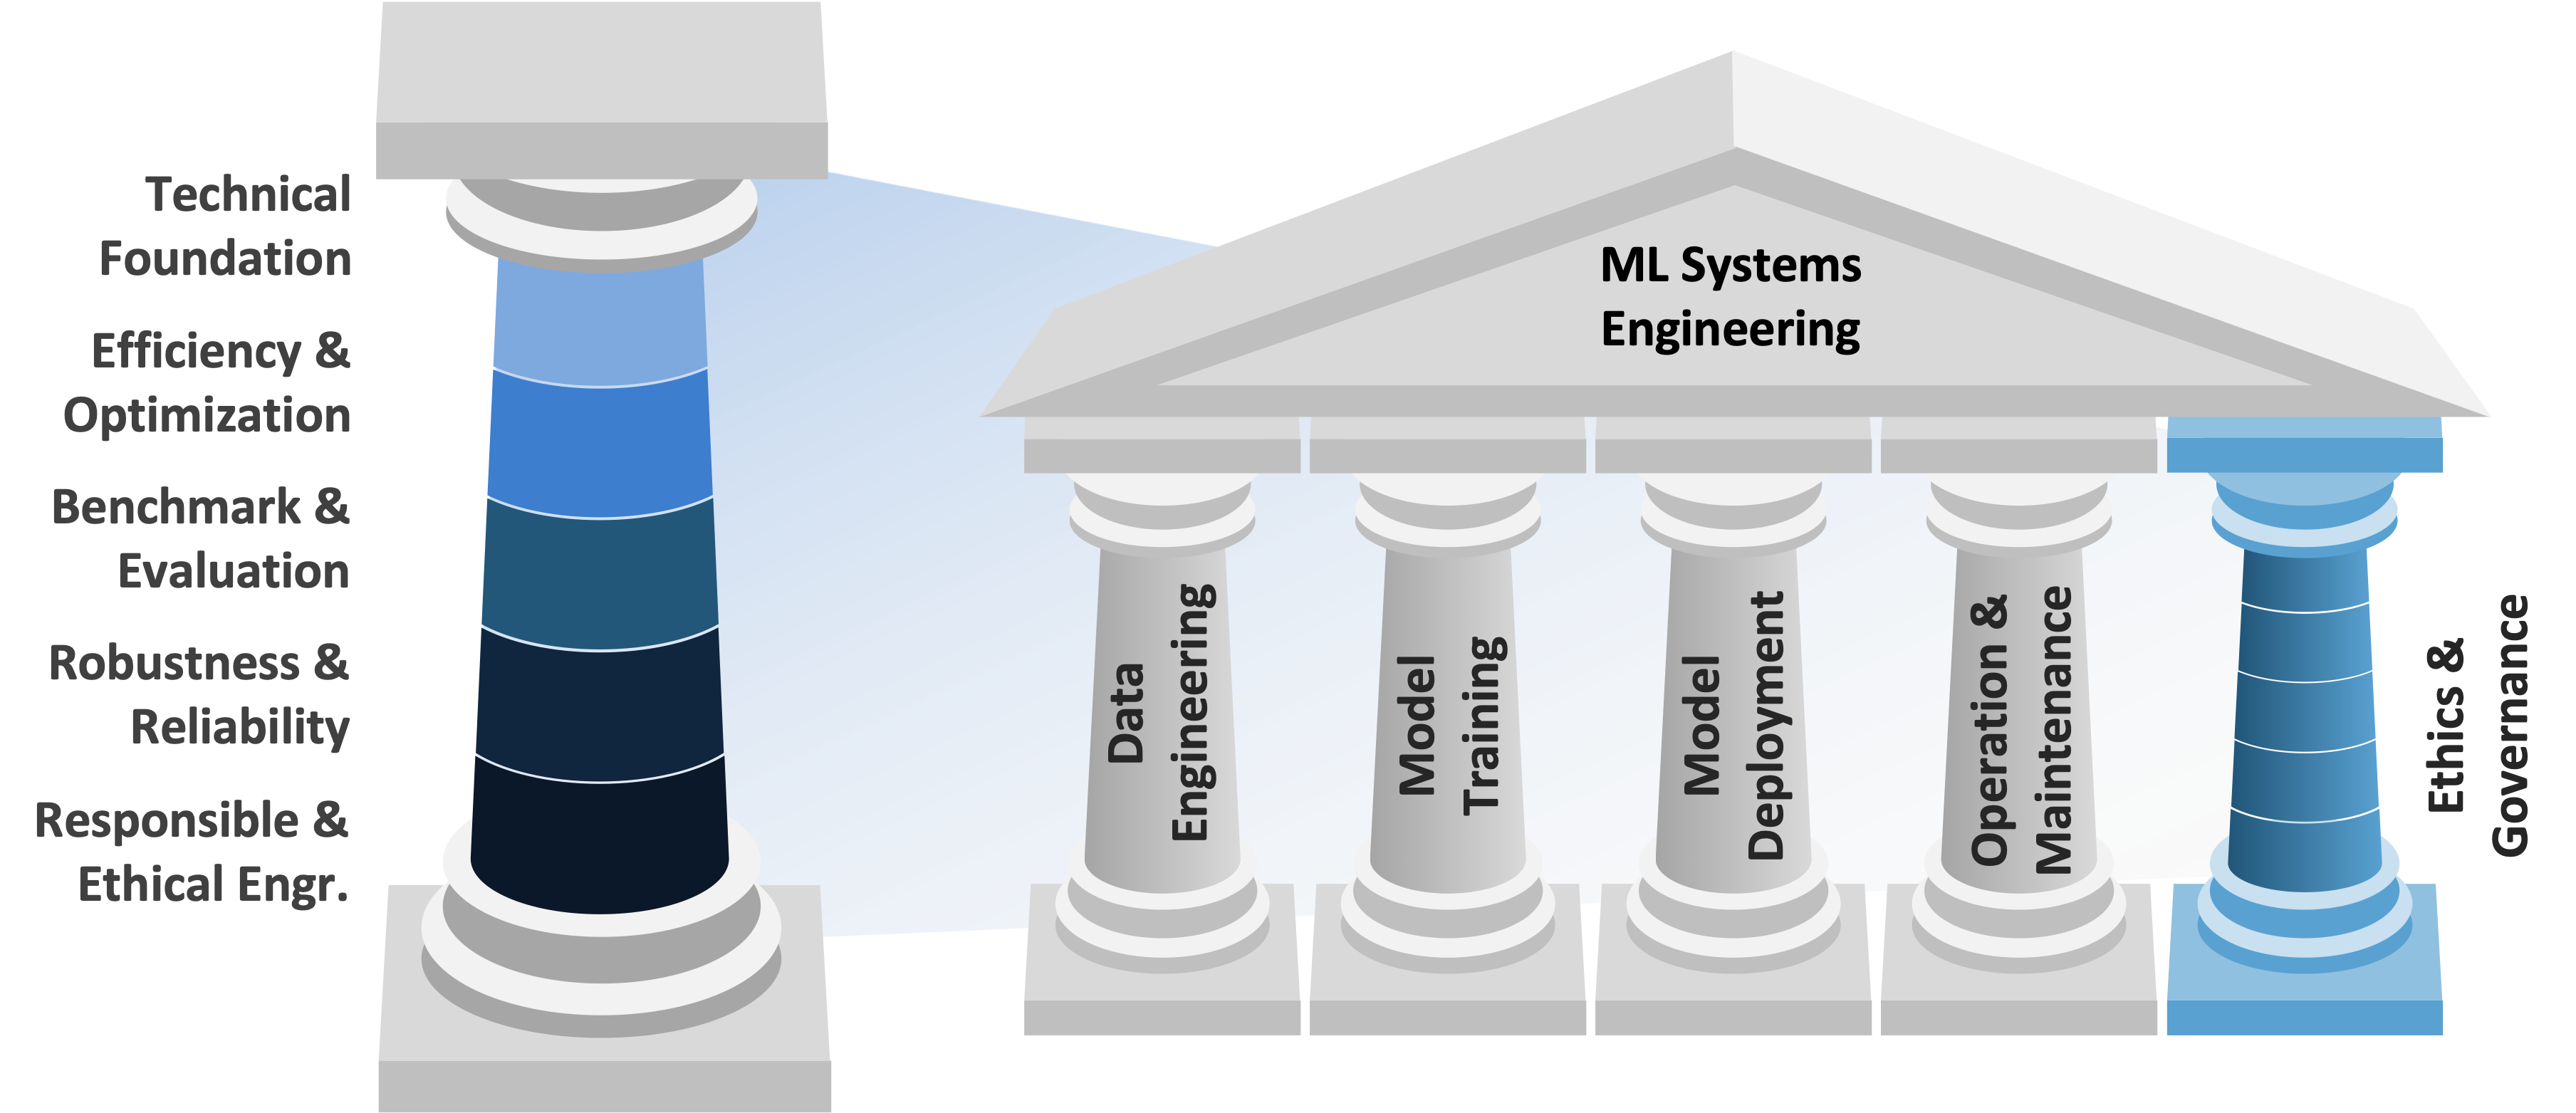 Technical
Foundation
Efficiency &
Optimization
Benchmark &
Evaluation
Robustness &
Reliability
Responsible &
Ethical Engr.
ML Systems
Engineering
Data
Engineering
Model
Training
Model
Deployment
Operation &
Maintenance
Ethics &
Governance